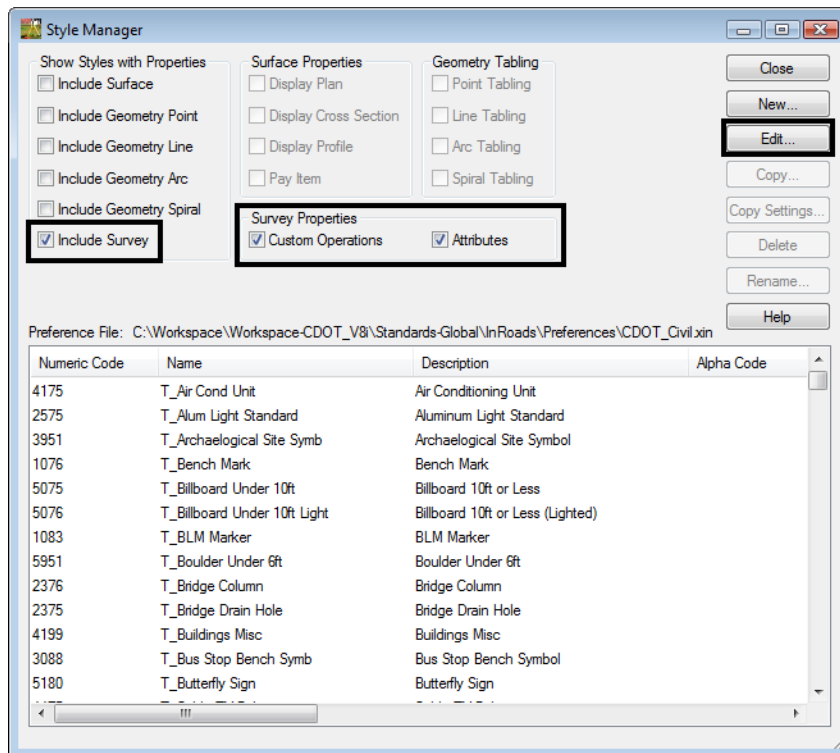 Style Manager
Show Styles with Properties
Include Surface
Include Geometry Point
Include Geometry Line
Include Geometry Arc
Include Geometry Spiral
Include Survey
Surface Properties
Display Plan
Display Cross Section
Display Profile
Pay Item
Geometry Tabling
Point Tabling
Line Tabling
Arc Tabling
Spiral Tabling
Survey Properties
Custom Operations Attributes
Close
New...
Edit...
Copy...
Copy Settings...
Delete
Rename...
Help
Preference File: C:\Workspace\Workspace-CDOT_V8i\Standards-Global\InRoads\Preferences\CDOT_Civil.xin
Numeric Code Name Description Alpha Code
4175 T_Air Cond Unit Air Conditioning Unit
2575 T_Alum Light Standard Aluminum Light Standard
3951 T_Archaelogical Site Symb Archaelogical Site Symbol
1076 T_Bench Mark Bench Mark
5075 T_Billboard Under 10ft Billboard 10ft or Less
5076 T_Billboard Under 10ft Light Billboard 10ft or Less (Lighted)
1083 T_BLM Marker BLM Marker
5951 T_Boulder Under 6ft Boulder Under 6ft
2376 T_Bridge Column Bridge Column
2375 T_Bridge Drain Hole Bridge Drain Hole
4199 T_Buildings Misc Buildings Misc
3088 T_Bus Stop Bench Symb Bus Stop Bench Symbol
5180 T_Butterfly Sign Butterfly Sign